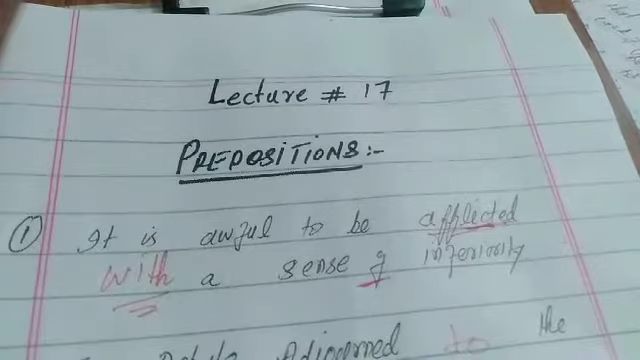 Lecture # 17
PREPOSITIONS:-
① It is awful to be afflicted
with a sense of inferiority
Adjourned to the